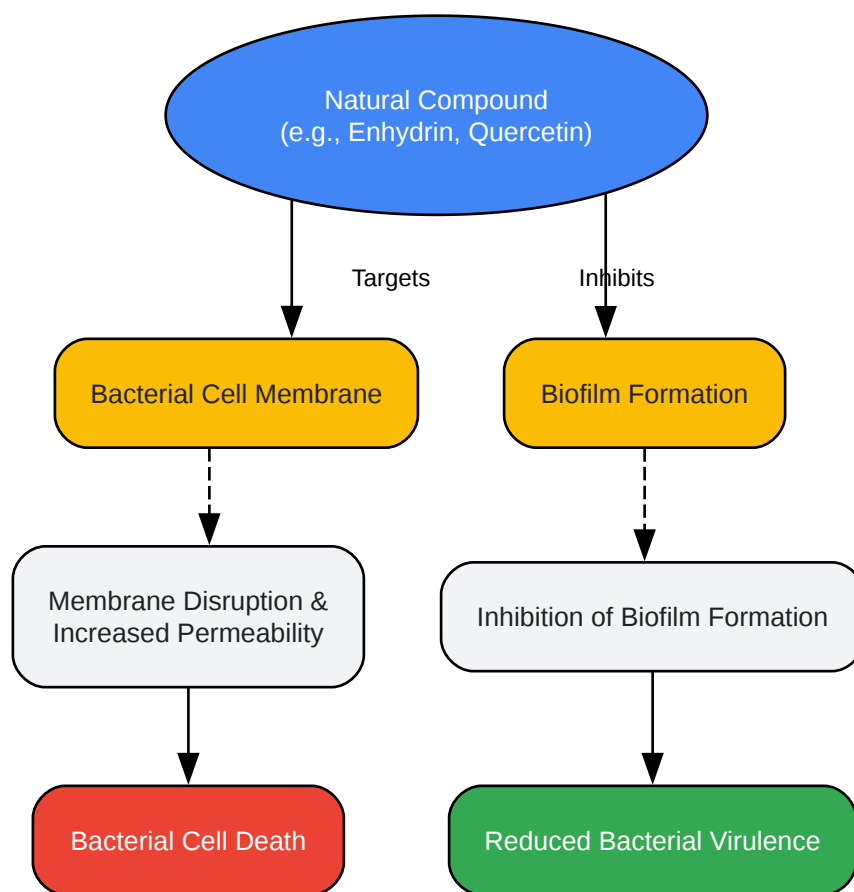 Natural Compound
(e.g., Enhydrin, Quercetin)
Targets
Inhibits
Bacterial Cell Membrane
Biofilm Formation
Membrane Disruption &
Increased Permeability
Inhibition of Biofilm Formation
Bacterial Cell Death
Reduced Bacterial Virulence